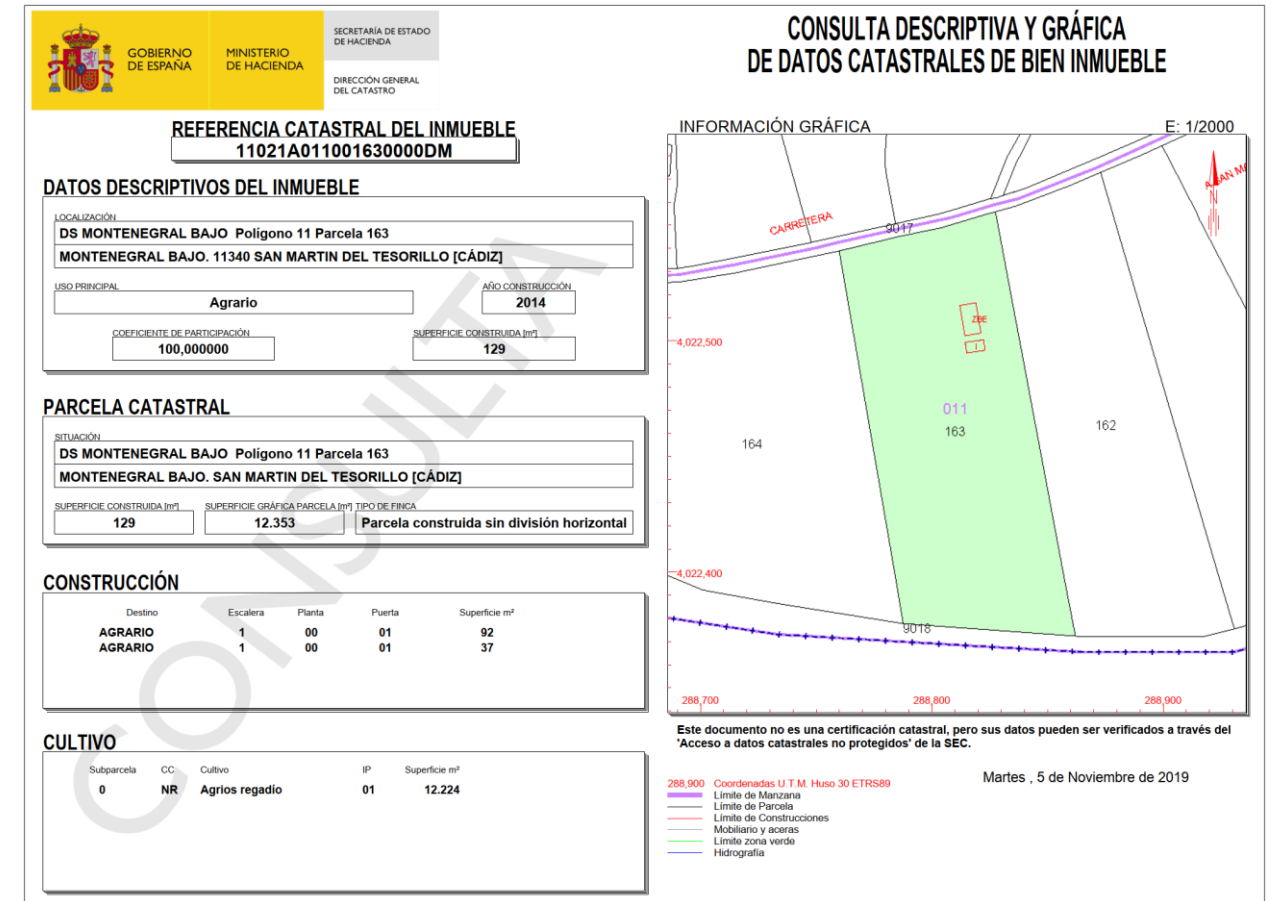 GOBIERNO
DE ESPAÑA
MINISTERIO
DE HACIENDA
SECRETARÍA DE ESTADO
DE HACIENDA
DIRECCIÓN GENERAL
DEL CATASTRO
CONSULTA DESCRIPTIVA Y GRÁFICA
DE DATOS CATASTRALES DE BIEN INMUEBLE
REFERENCIA CATASTRAL DEL INMUEBLE
11021A011001630000DM
DATOS DESCRIPTIVOS DEL INMUEBLE
LOCALIZACIÓN
DS MONTENEGRAL BAJO Polígono 11 Parcela 163
MONTENEGRAL BAJO. 11340 SAN MARTIN DEL TESORILLO [CÁDIZ]
USO PRINCIPAL
Agrario
AÑO CONSTRUCCIÓN
2014
COEFICIENTE DE PARTICIPACIÓN
100,000000
SUPERFICIE CONSTRUIDA [m²]
129
PARCELA CATASTRAL
SITUACIÓN
DS MONTENEGRAL BAJO Polígono 11 Parcela 163
MONTENEGRAL BAJO. SAN MARTIN DEL TESORILLO [CÁDIZ]
SUPERFICIE CONSTRUIDA [m²]
129
SUPERFICIE GRÁFICA PARCELA [m²]
12.353
TIPO DE FINCA
Parcela construida sin división horizontal
CONSTRUCCIÓN
Destino Escalera Planta Puerta Superficie m²
AGRARIO 1 00 01 92
AGRARIO 1 00 01 37
CULTIVO
Subparcela CC Cultivo IP Superficie m²
0 NR Agrios regadio 01 12.224
CONSULTA
INFORMACIÓN GRÁFICA E: 1/2000
CARRETERA
9017
A SAN MA
N
ZBE
I
4,022,500
011
163
164
162
4,022,400
9018
288,700 288,800 288,900
Este documento no es una certificación catastral, pero sus datos pueden ser verificados a través del
'Acceso a datos catastrales no protegidos' de la SEC.
Martes , 5 de Noviembre de 2019
288,900 Coordenadas U.T.M. Huso 30 ETRS89
Límite de Manzana
Límite de Parcela
Límite de Construcciones
Mobiliario y aceras
Límite zona verde
Hidrografía